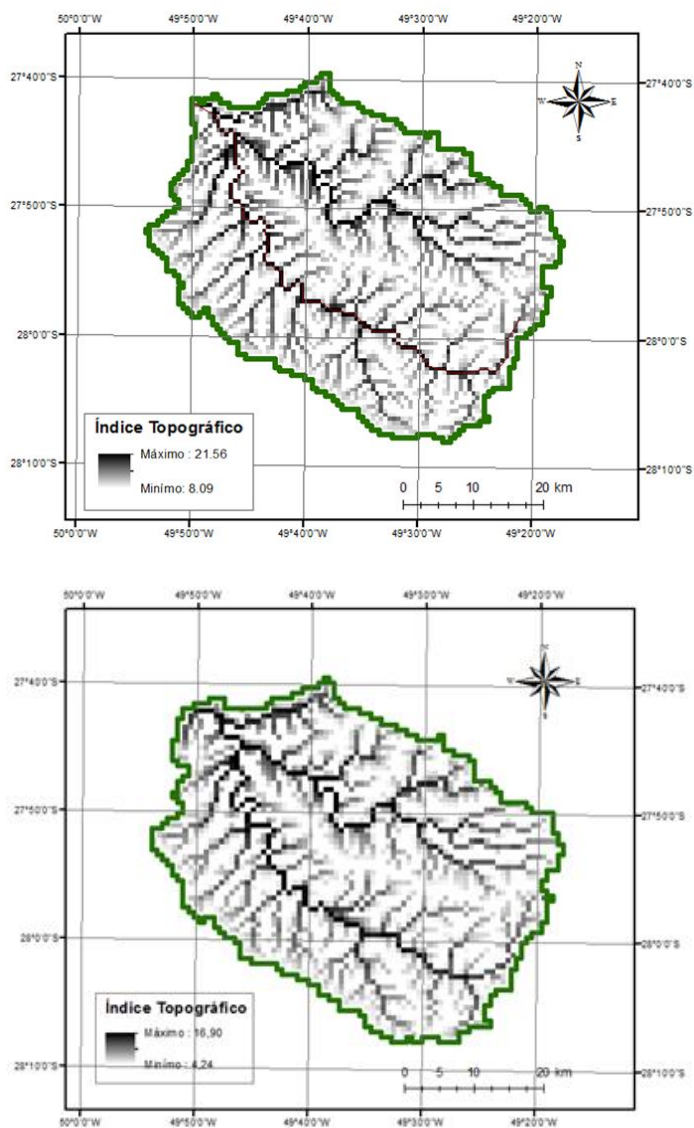 50°0'0"W 49°50'0"W 49°40'0"W 49°30'0"W 49°20'0"W
N
27°40'0"S 27°40'0"S
W E
S
27°50'0"S 27°50'0"S
28°0'0"S 28°0'0"S
Índice Topográfico
Máximo : 21.56
Minímo: 8.09
28°10'0"S 28°10'0"S
0 5 10 20 km
50°0'0"W 49°50'0"W 49°40'0"W 49°30'0"W 49°20'0"W
50°0'0"W 49°50'0"W 49°40'0"W 49°30'0"W 49°20'0"W
N
27°40'0"S 27°40'0"S
W E
S
27°50'0"S 27°50'0"S
28°0'0"S 28°0'0"S
Índice Topográfico
Máximo : 16,90
Minímo : 4,24
28°10'0"S 28°10'0"S
0 5 10 20 km
50°0'0"W 49°50'0"W 49°40'0"W 49°30'0"W 49°20'0"W